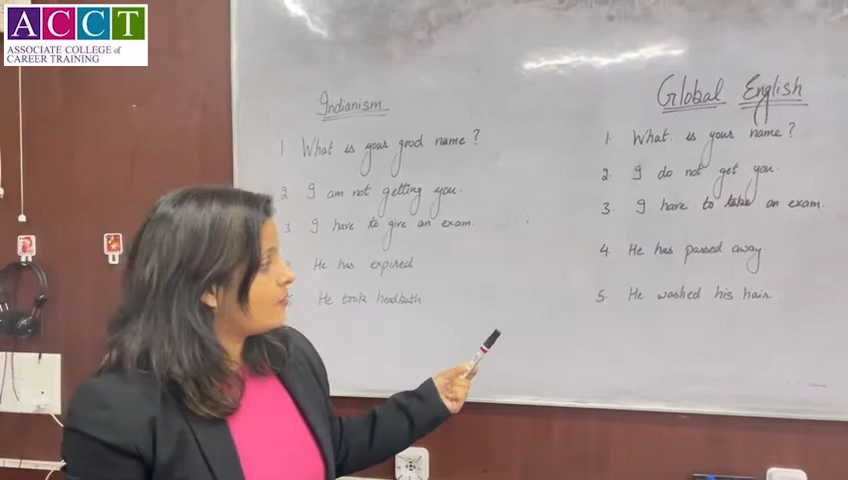 ACCT
ASSOCIATE COLLEGE of
CAREER TRAINING
Indianism
1 What is your good name?
2. I am not getting you.
3. I have to give an exam.
He has expired
He took headbath.
Global English
1. What is your name?
2. I do not get you.
3. I have to take an exam.
4. He has passed away.
5. He washed his hair